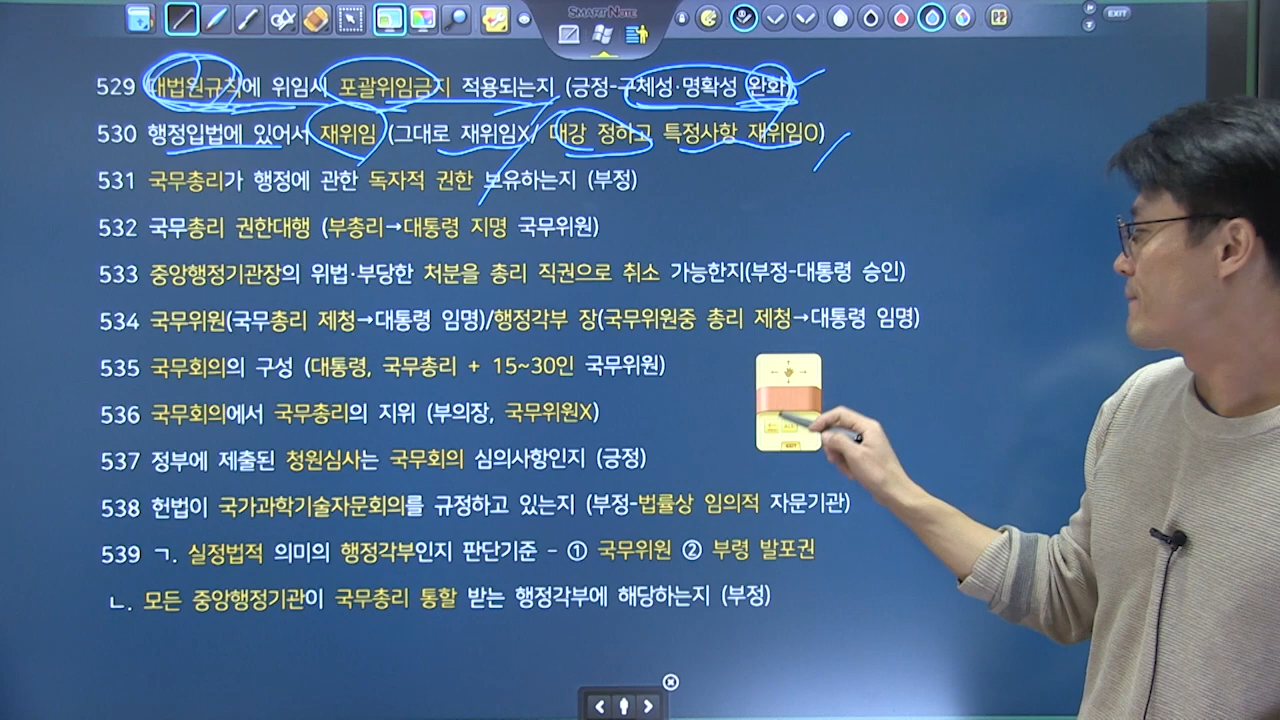 SMART NOTE
EXIT
529 대법원규칙에 위임시 포괄위임금지 적용되는지 (긍정-구체성·명확성 완화)
530 행정입법에 있어서 재위임 (그대로 재위임X/ 대강 정하고 특정사항 재위임O)
531 국무총리가 행정에 관한 독자적 권한 보유하는지 (부정)
532 국무총리 권한대행 (부총리→대통령 지명 국무위원)
533 중앙행정기관장의 위법·부당한 처분을 총리 직권으로 취소 가능한지(부정-대통령 승인)
534 국무위원(국무총리 제청→대통령 임명)/행정각부 장(국무위원중 총리 제청→대통령 임명)
535 국무회의의 구성 (대통령, 국무총리 + 15~30인 국무위원)
536 국무회의에서 국무총리의 지위 (부의장, 국무위원X)
537 정부에 제출된 청원심사는 국무회의 심의사항인지 (긍정)
538 헌법이 국가과학기술자문회의를 규정하고 있는지 (부정-법률상 임의적 자문기관)
539 ㄱ. 실정법적 의미의 행정각부인지 판단기준 - ① 국무위원 ② 부령 발포권
ㄴ. 모든 중앙행정기관이 국무총리 통할 받는 행정각부에 해당하는지 (부정)
EXIT